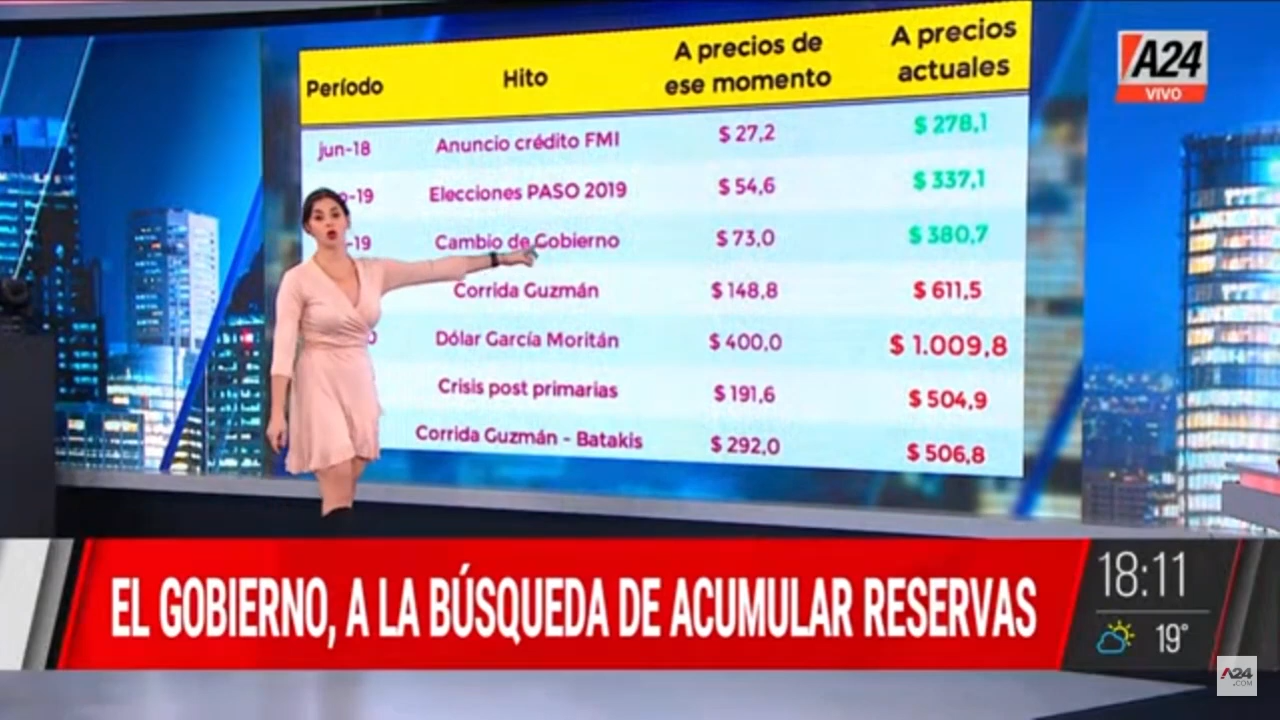 Período Hito A precios de ese momento A precios actuales
jun-18 Anuncio crédito FMI $ 27,2 $ 278,1
-19 Elecciones PASO 2019 $ 54,6 $ 337,1
-19 Cambio de Gobierno $ 73,0 $ 380,7
Corrida Guzmán $ 148,8 $ 611,5
Dólar García Moritán $ 400,0 $ 1.009,8
Crisis post primarias $ 191,6 $ 504,9
Corrida Guzmán - Batakis $ 292,0 $ 506,8
A24
VIVO
EL GOBIERNO, A LA BÚSQUEDA DE ACUMULAR RESERVAS
18:11
19°
A24
.COM